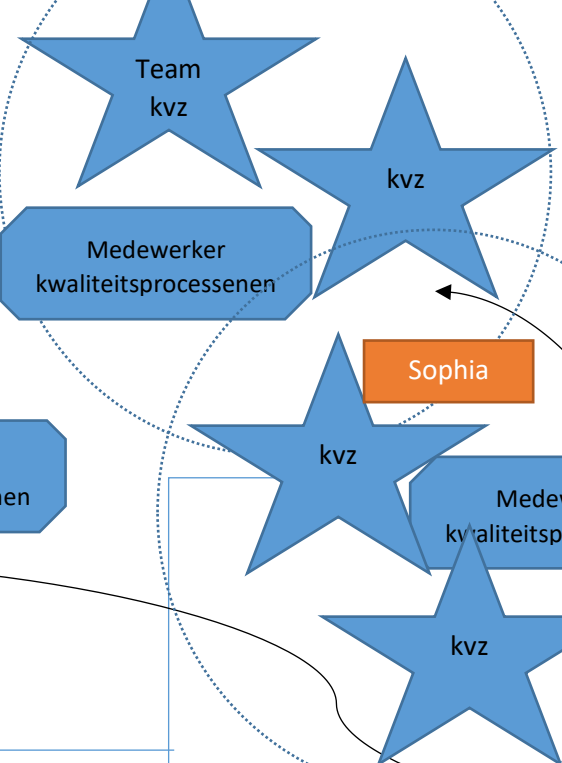 Team
kvz
kvz
Medewerker
kwaliteitsprocessenen
Sophia
kvz
kvz